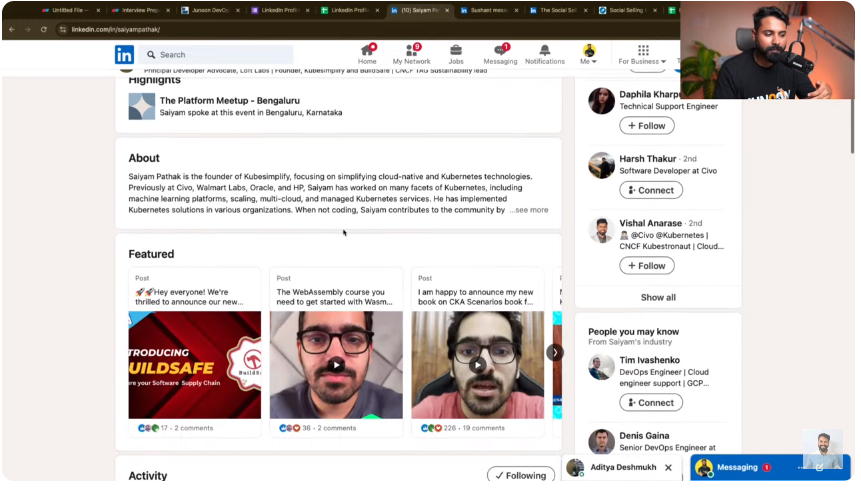 Untitled File —
Interview Prep
Junoon DevO
LinkedIn Profil
LinkedIn Profil
(Saiyam Pa
Sushant mes
The Social Sel
Social Selling
linkedin.com/in/saiyampathak/
in
Search
Home
9
My Network
Jobs
1
Messaging
Notifications
Me
For Business
Principal Developer Advocate, Loft Labs | Founder, Kubesimplify and BuildSafe | CNCF TAG Sustainability lead
Highlights
The Platform Meetup - Bengaluru
Saiyam spoke at this event in Bengaluru, Karnataka
About
Saiyam Pathak is the founder of Kubesimplify, focusing on simplifying cloud-native and Kubernetes technologies.
Previously at Civo, Walmart Labs, Oracle, and HP, Saiyam has worked on many facets of Kubernetes, including
machine learning platforms, scaling, multi-cloud, and managed Kubernetes services. He has implemented
Kubernetes solutions in various organizations. When not coding, Saiyam contributes to the community by ...see more
Featured
Post
🚀🚀Hey everyone! We're
thrilled to announce our new...
TRODUCING
UILDSAFE
ure your Software Supply Chain
17 · 2 comments
Post
The WebAssembly course you
need to get started with Wasm...
36 · 2 comments
Post
I am happy to announce my new
book on CKA Scenarios book f...
226 · 19 comments
Activity
Following
Daphila Kharpe
Technical Support Engineer
+ Follow
Harsh Thakur · 2nd
Software Developer at Civo
Connect
Vishal Anarase · 2nd
@Civo @Kubernetes |
CNCF Kubestronaut | Cloud...
+ Follow
Show all
People you may know
From Saiyam's industry
Tim Ivashenko
DevOps Engineer | Cloud
engineer support | GCP...
Connect
Denis Gaina
Senior DevOps Engineer at
Aditya Deshmukh
Messaging 1